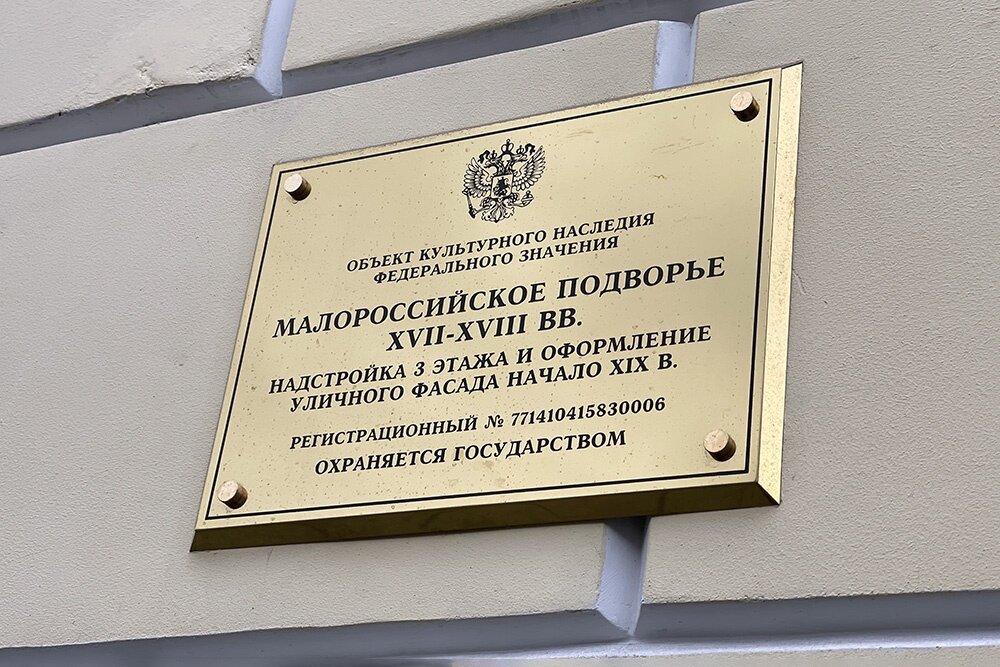 ОБЪЕКТ КУЛЬТУРНОГО НАСЛЕДИЯ
ФЕДЕРАЛЬНОГО ЗНАЧЕНИЯ
МАЛОРОССИЙСКОЕ ПОДВОРЬЕ
XVII-XVIII ВВ.
НАДСТРОЙКА 3 ЭТАЖА И ОФОРМЛЕНИЕ
УЛИЧНОГО ФАСАДА НАЧАЛО XIX В.
РЕГИСТРАЦИОННЫЙ № 771410415830006
ОХРАНЯЕТСЯ ГОСУДАРСТВОМ